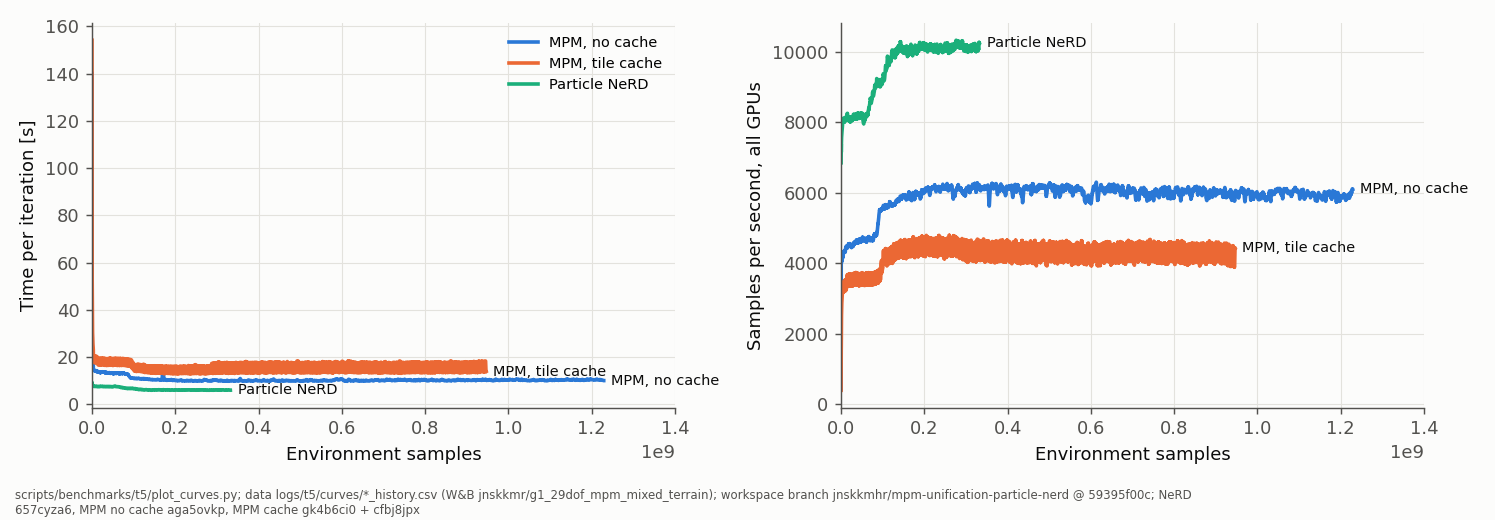 160
140
120
100
80
60
40
20
0
Time per iteration [s]
MPM, no cache
MPM, tile cache
Particle NeRD
MPM, tile cache
MPM, no cache
Particle NeRD
0.0 0.2 0.4 0.6 0.8 1.0 1.2 1.4
1e9
Environment samples
10000
8000
6000
4000
2000
0
Samples per second, all GPUs
Particle NeRD
MPM, no cache
MPM, tile cache
0.0 0.2 0.4 0.6 0.8 1.0 1.2 1.4
1e9
Environment samples
scripts/benchmarks/t5/plot_curves.py; data logs/t5/curves/*_history.csv (W&B jnskkmr/g1_29dof_mpm_mixed_terrain); workspace branch jnskkmhr/mpm-unification-particle-nerd @ 59395f00c; NeRD
657cyza6, MPM no cache aga5ovkp, MPM cache gk4b6ci0 + cfbj8jpx